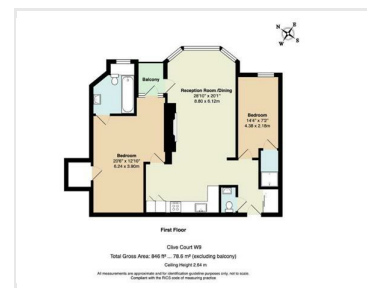 N
E
W
S
Balcony
Reception Room /Dining
28'10" x 20'1"
8.80 x 6.12m
Bedroom
14'4" x 7'2"
4.38 x 2.18m
Bedroom
20'6" x 12'10"
6.24 x 3.90m
First Floor
Clive Court W9
Total Gross Area: 846 ft² ... 78.6 m² (excluding balcony)
Ceiling Height 2.64 m
All measurements are approximate and for identification guideline purposes only, not to scale.
Compliant with the RICS code of measuring practice